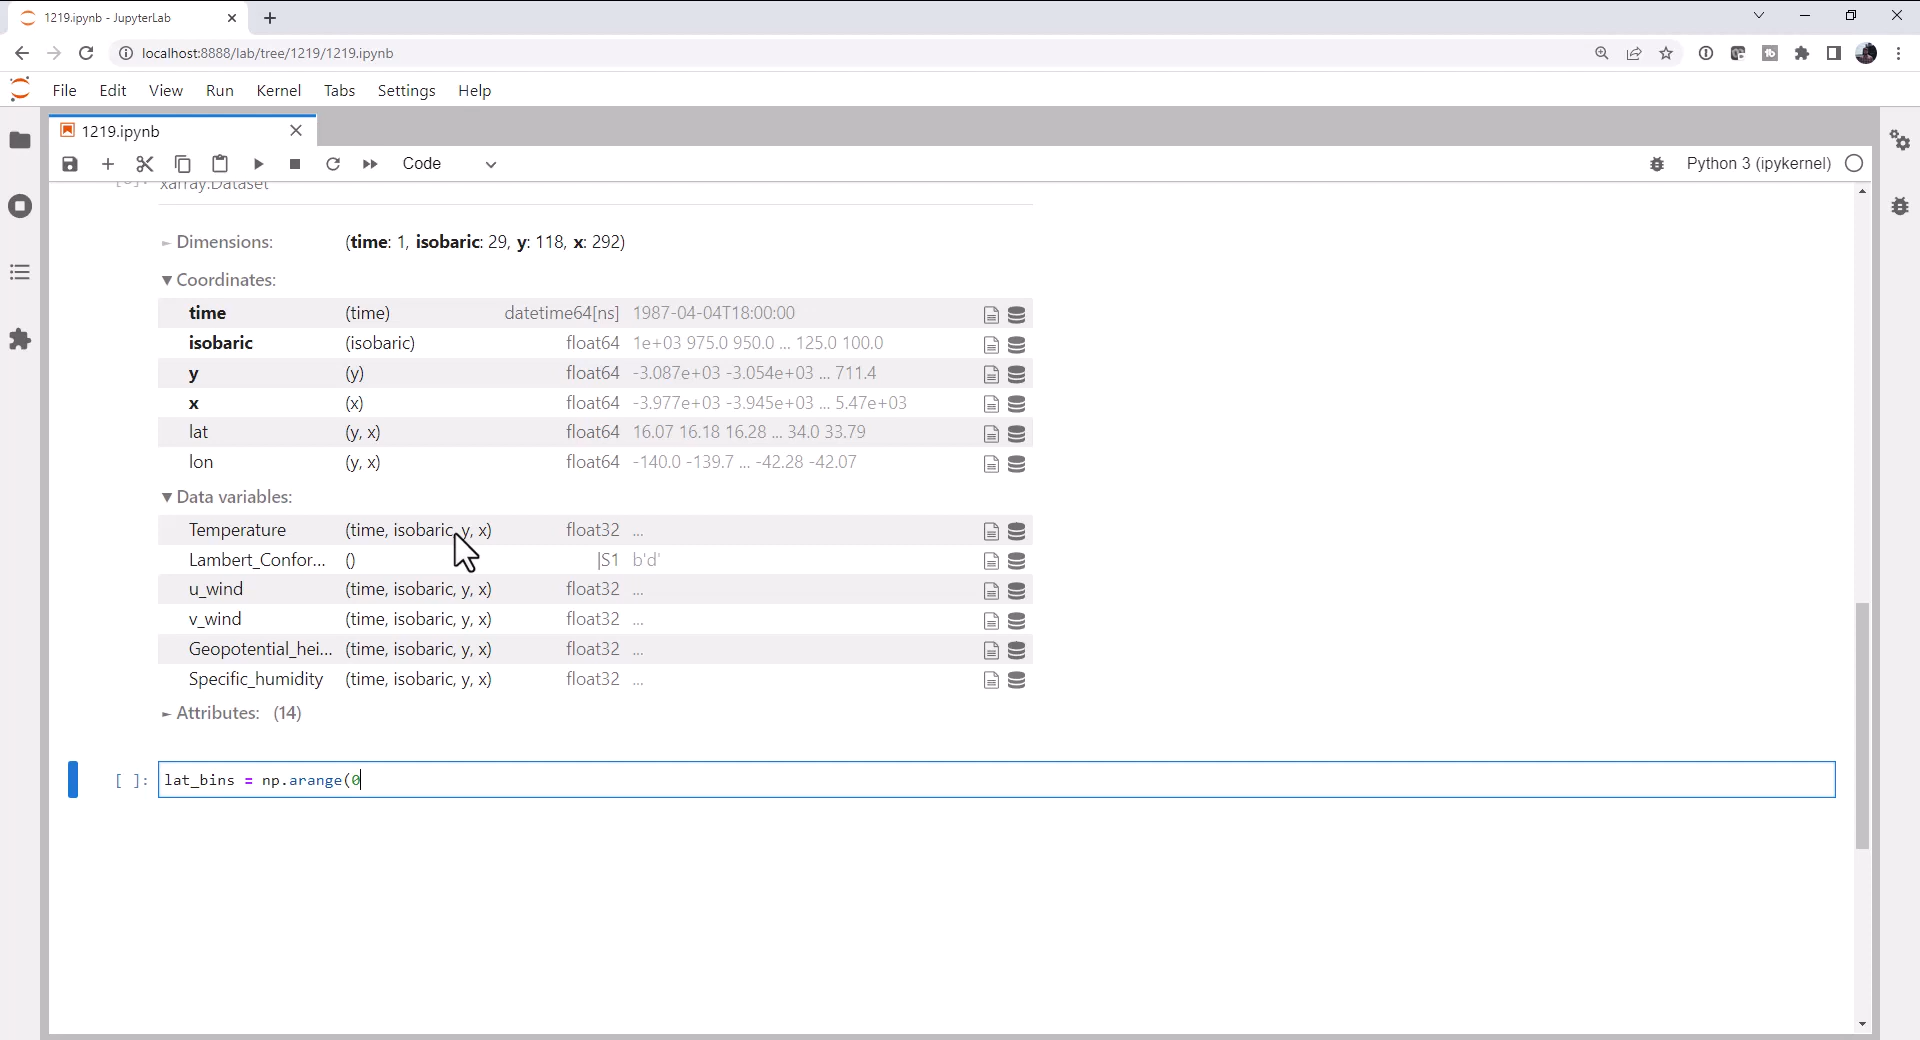 1219.ipynb - JupyterLab
localhost:8888/lab/tree/1219/1219.ipynb
File Edit View Run Kernel Tabs Settings Help
1219.ipynb
Code Python 3 (ipykernel)
xarray.Dataset
Dimensions: (time: 1, isobaric: 29, y: 118, x: 292)
Coordinates:
time (time) datetime64[ns] 1987-04-04T18:00:00
isobaric (isobaric) float64 1e+03 975.0 950.0 ... 125.0 100.0
y (y) float64 -3.087e+03 -3.054e+03 ... 711.4
x (x) float64 -3.977e+03 -3.945e+03 ... 5.47e+03
lat (y, x) float64 16.07 16.18 16.28 ... 34.0 33.79
lon (y, x) float64 -140.0 -139.7 ... -42.28 -42.07
Data variables:
Temperature (time, isobaric, y, x) float32 ...
Lambert_Confor... () |S1 b'd'
u_wind (time, isobaric, y, x) float32 ...
v_wind (time, isobaric, y, x) float32 ...
Geopotential_hei... (time, isobaric, y, x) float32 ...
Specific_humidity (time, isobaric, y, x) float32 ...
Attributes: (14)
[ ]: lat_bins = np.arange(0